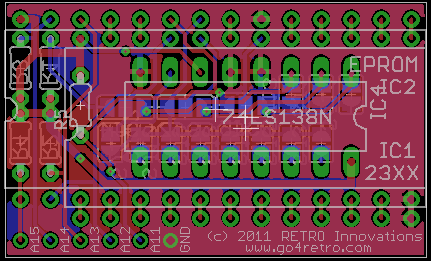 EPROM
IC2
74LS138N
IC4
IC1
23XX
A15
A14
A13
A12
A11
GND
(c) 2011 RETRO Innovations
www.go4retro.com